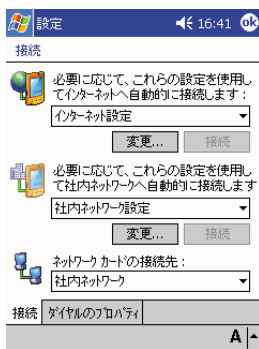 設定 16:41 ok
接続
必要に応じて、これらの設定を使用し
てインターネットへ自動的に接続します：
インターネット設定
変更... 接続
必要に応じて、これらの設定を使用し
て社内ネットワークへ自動的に接続します
社内ネットワーク設定
変更... 接続
ネットワーク カードの接続先：
社内ネットワーク
接続 ダイヤルのプロパティ
A